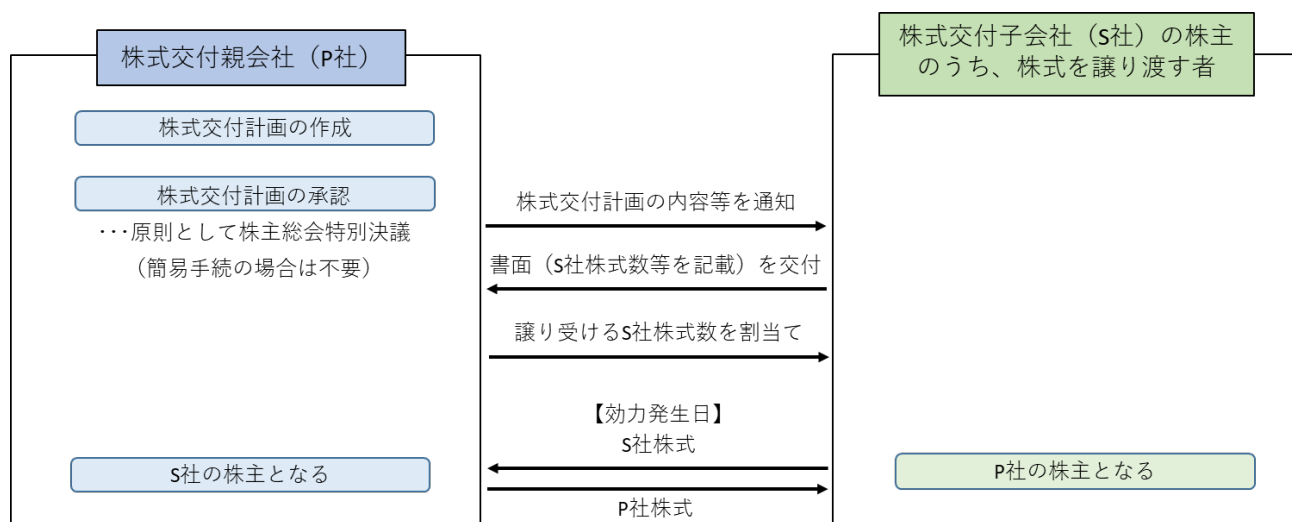 株式交付親会社（P社）
株式交付子会社（S社）の株主
のうち、株式を譲り渡す者
株式交付計画の作成
株式交付計画の承認
･･･原則として株主総会特別決議
（簡易手続の場合は不要）
株式交付計画の内容等を通知
書面（S社株式数等を記載）を交付
譲り受けるS社株式数を割当て
【効力発生日】
S社株式
S社の株主となる
P社の株主となる
P社株式